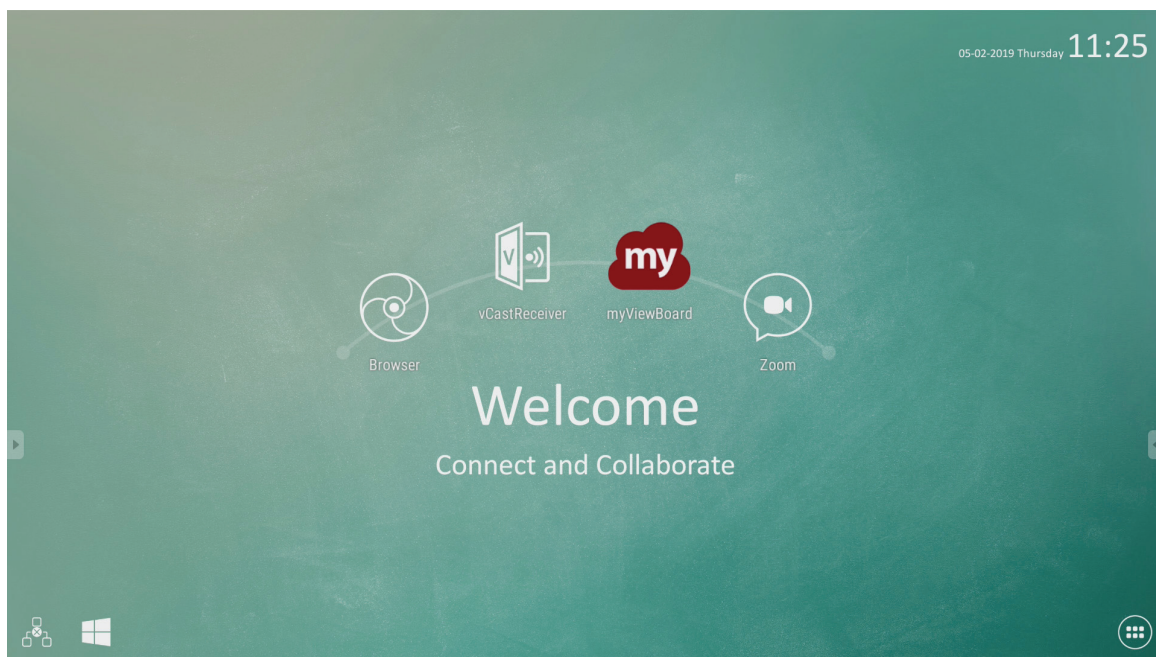 05-02-2019 Thursday 11:25
V
my
vCastReceiver
myViewBoard
Browser
Zoom
Welcome
Connect and Collaborate